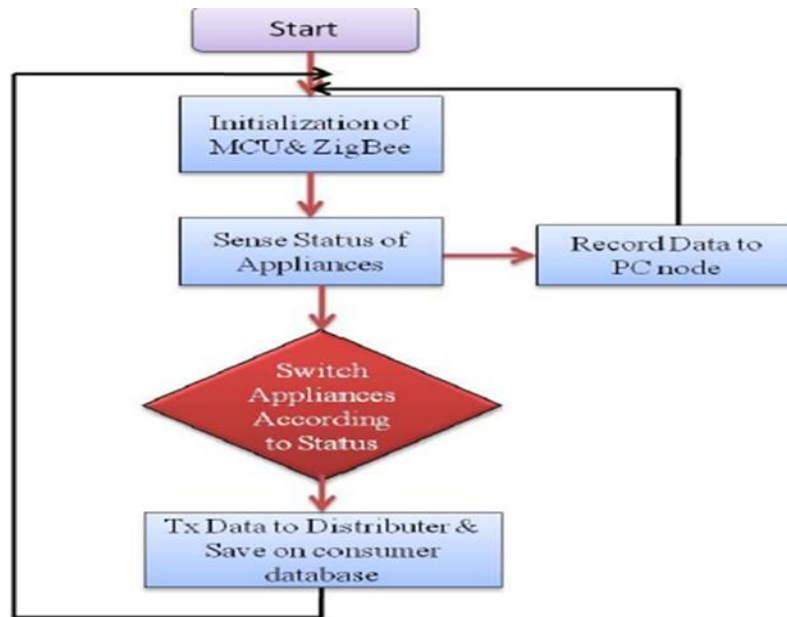 Start
Initialization of
MCU& ZigBee
Sense Status of
Appliances
Record Data to
PC node
Switch
Appliances
According
to Status
Tx Data to Distributer &
Save on consumer
database